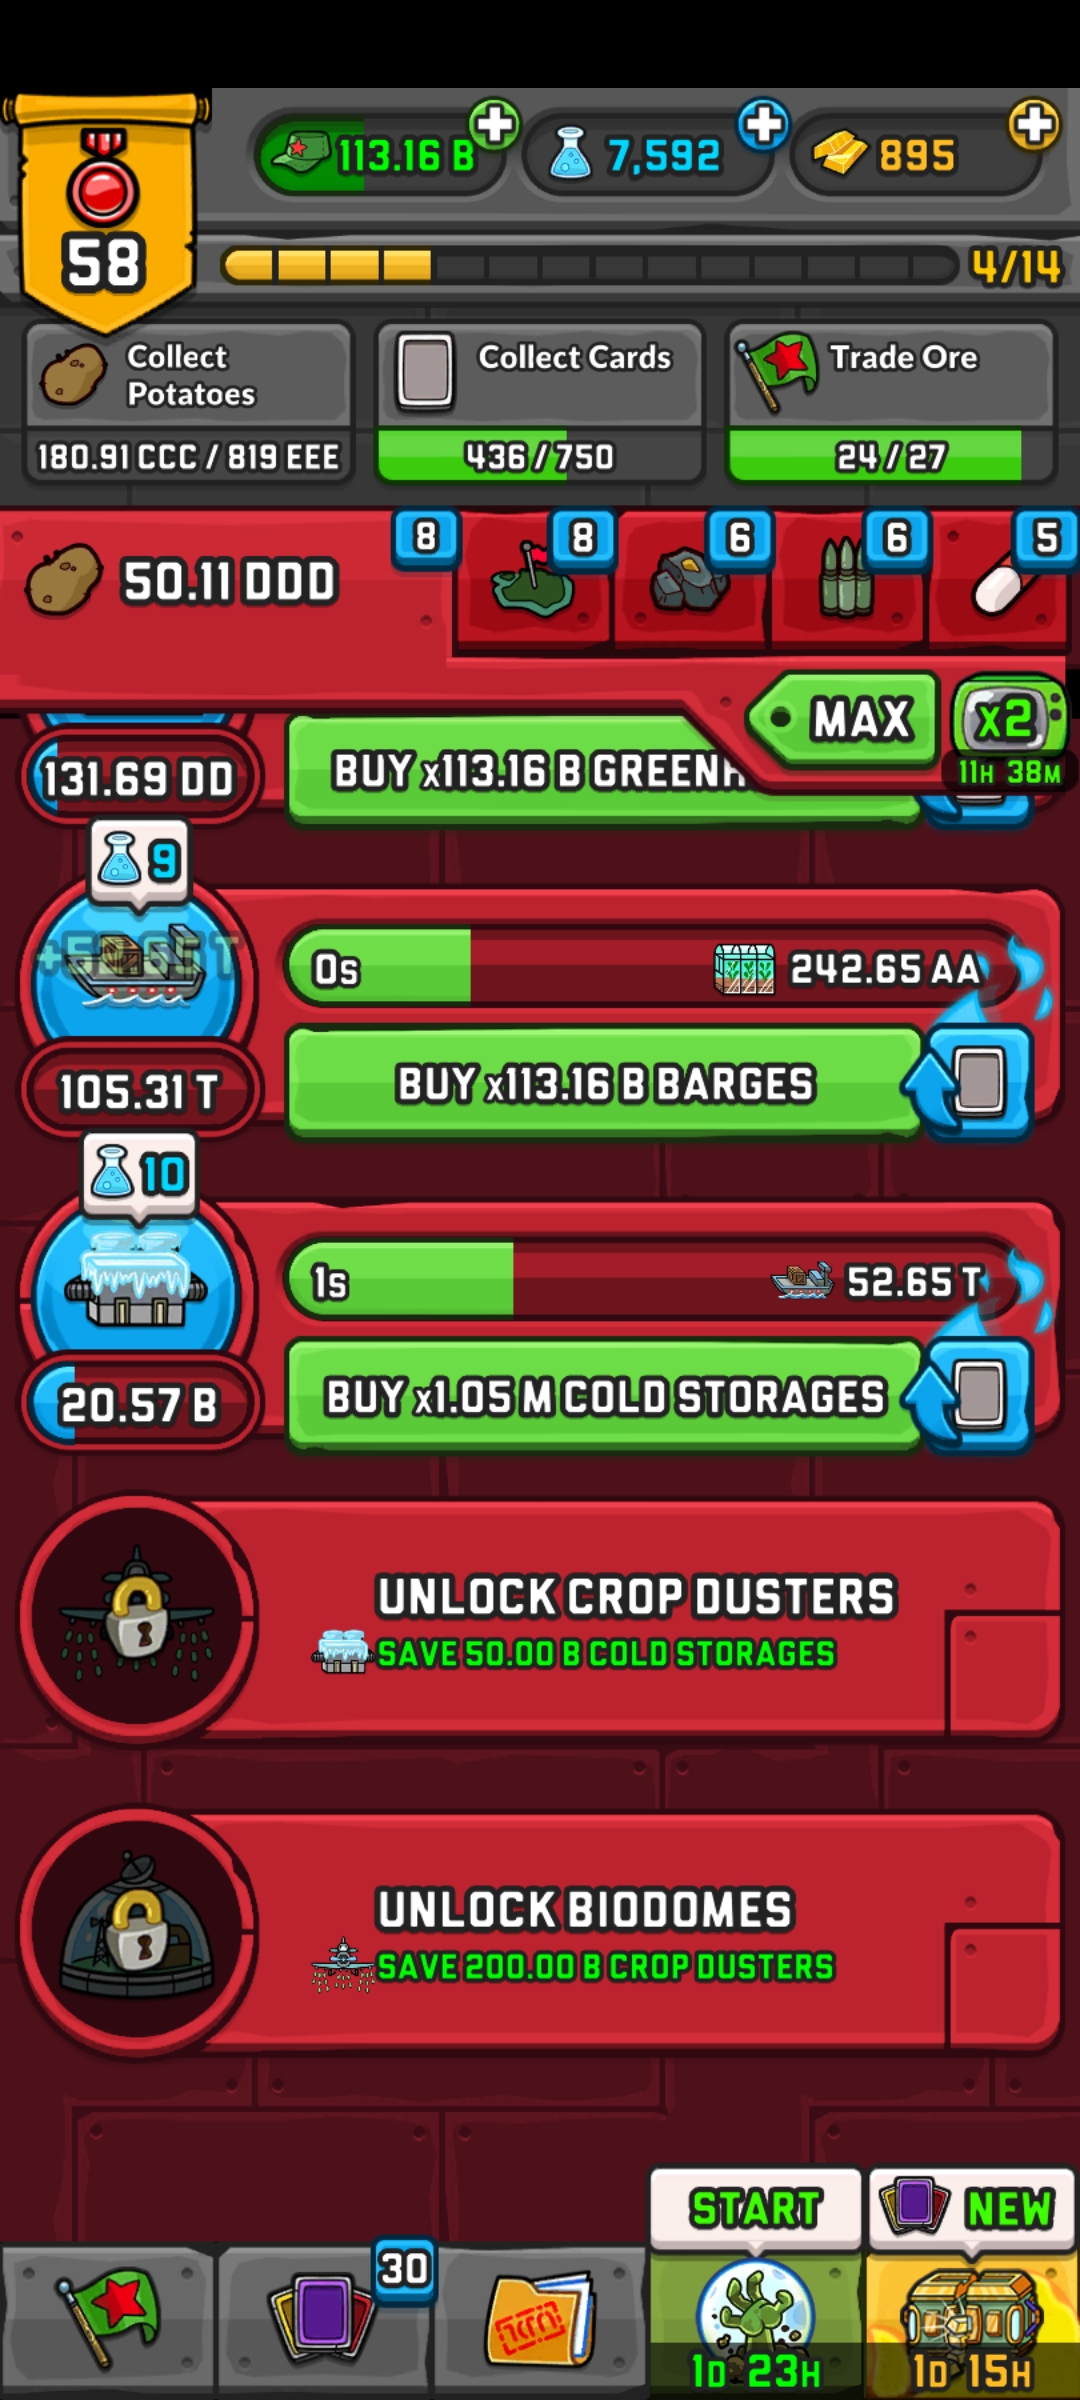 58
113.16 B
7,592
895
4/14
Collect
Potatoes
180.91 CCC / 819 EEE
Collect Cards
436/750
Trade Ore
24/27
50.11 DDD
8
8
6
6
5
MAX
x2
11H 38M
131.69 DD
BUY x113.16 B GREENH
9
+52.65 T
0s
242.65 AA
105.31 T
BUY x113.16 B BARGES
10
1s
52.65 T
20.57 B
BUY x1.05 M COLD STORAGES
UNLOCK CROP DUSTERS
SAVE 50.00 B COLD STORAGES
UNLOCK BIODOMES
SAVE 200.00 B CROP DUSTERS
START
NEW
30
1D 23H
1D 15H